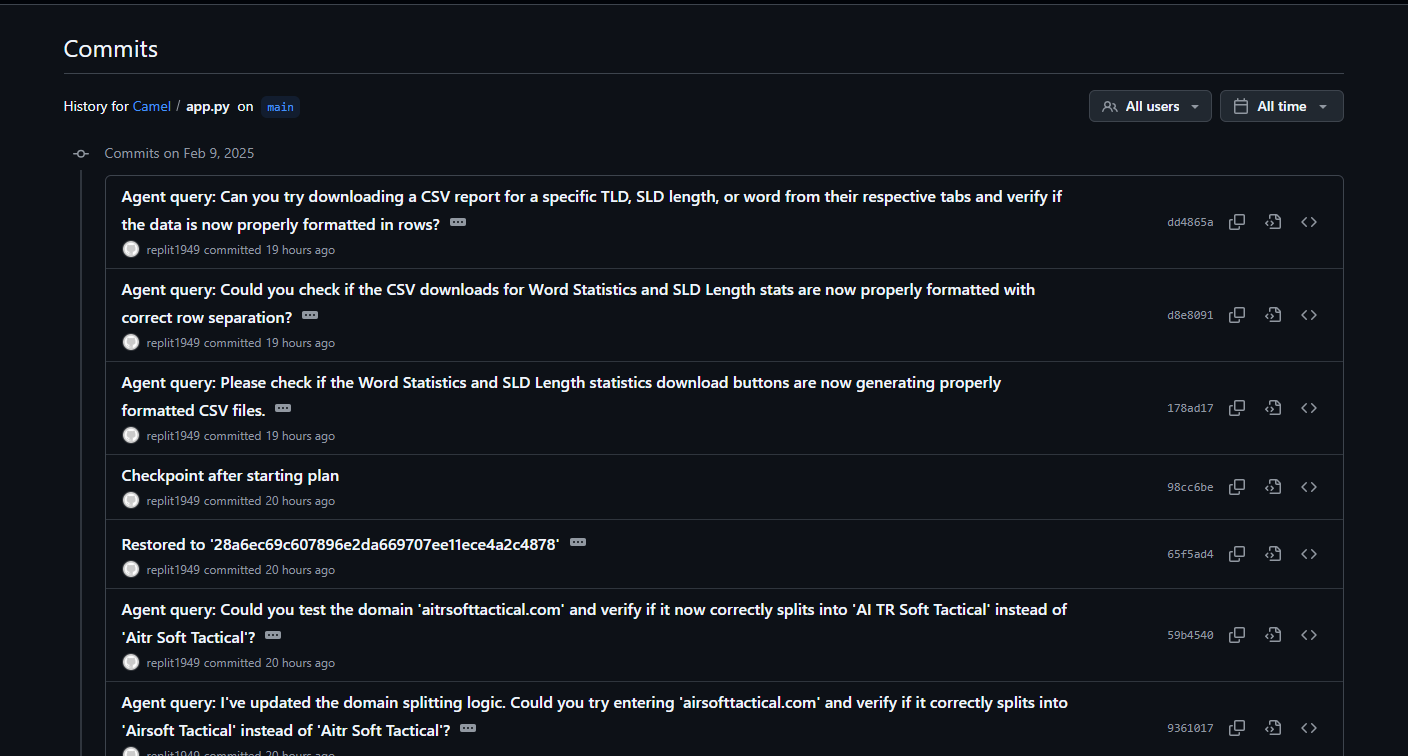 Commits
History for Camel / app.py on main
All users
All time
Commits on Feb 9, 2025
Agent query: Can you try downloading a CSV report for a specific TLD, SLD length, or word from their respective tabs and verify if
the data is now properly formatted in rows?
dd4865a
replit1949 committed 19 hours ago
Agent query: Could you check if the CSV downloads for Word Statistics and SLD Length stats are now properly formatted with
correct row separation?
d8e8091
replit1949 committed 19 hours ago
Agent query: Please check if the Word Statistics and SLD Length statistics download buttons are now generating properly
formatted CSV files.
178ad17
replit1949 committed 19 hours ago
Checkpoint after starting plan
98cc6be
replit1949 committed 20 hours ago
Restored to '28a6ec69c607896e2da669707ee11ece4a2c4878'
65f5ad4
replit1949 committed 20 hours ago
Agent query: Could you test the domain 'aitrsofttactical.com' and verify if it now correctly splits into 'AI TR Soft Tactical' instead of
'Aitr Soft Tactical'?
59b4540
replit1949 committed 20 hours ago
Agent query: I've updated the domain splitting logic. Could you try entering 'airsofttactical.com' and verify if it correctly splits into
'Airsoft Tactical' instead of 'Aitr Soft Tactical'?
9361017
replit1949 committed 20 hours ago